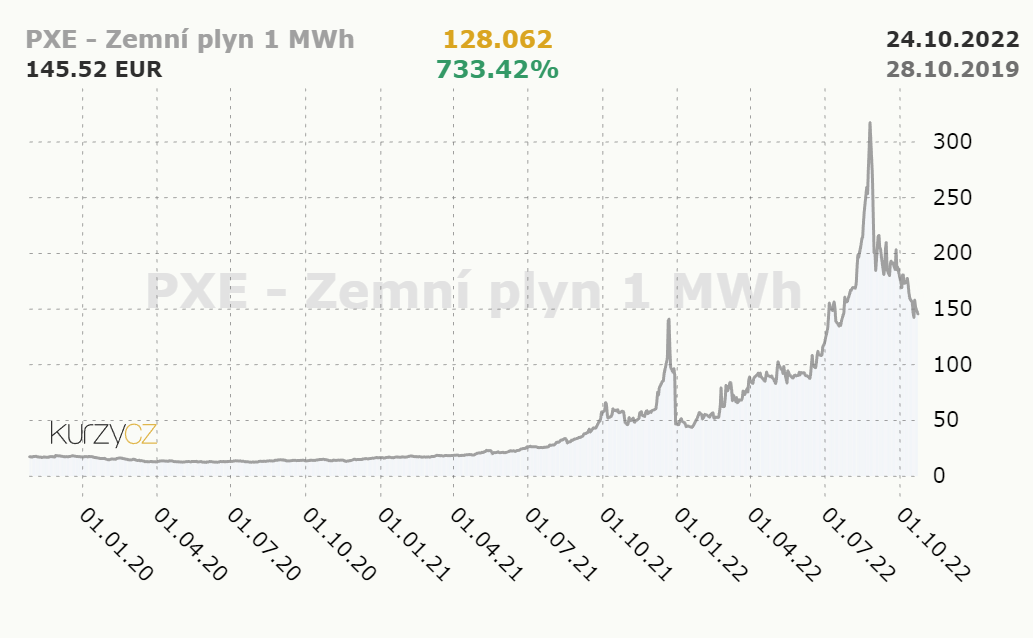 PXE - Zemní plyn 1 MWh 128.062 24.10.2022
145.52 EUR 733.42% 28.10.2019
300
250
200
PXE - Zemní plyn 1 MWh
150
100
50
kurzycz
0
01.01.20 01.04.20 01.07.20 01.10.20 01.01.21 01.04.21 01.07.21 01.10.21 01.01.22 01.04.22 01.07.22 01.10.22